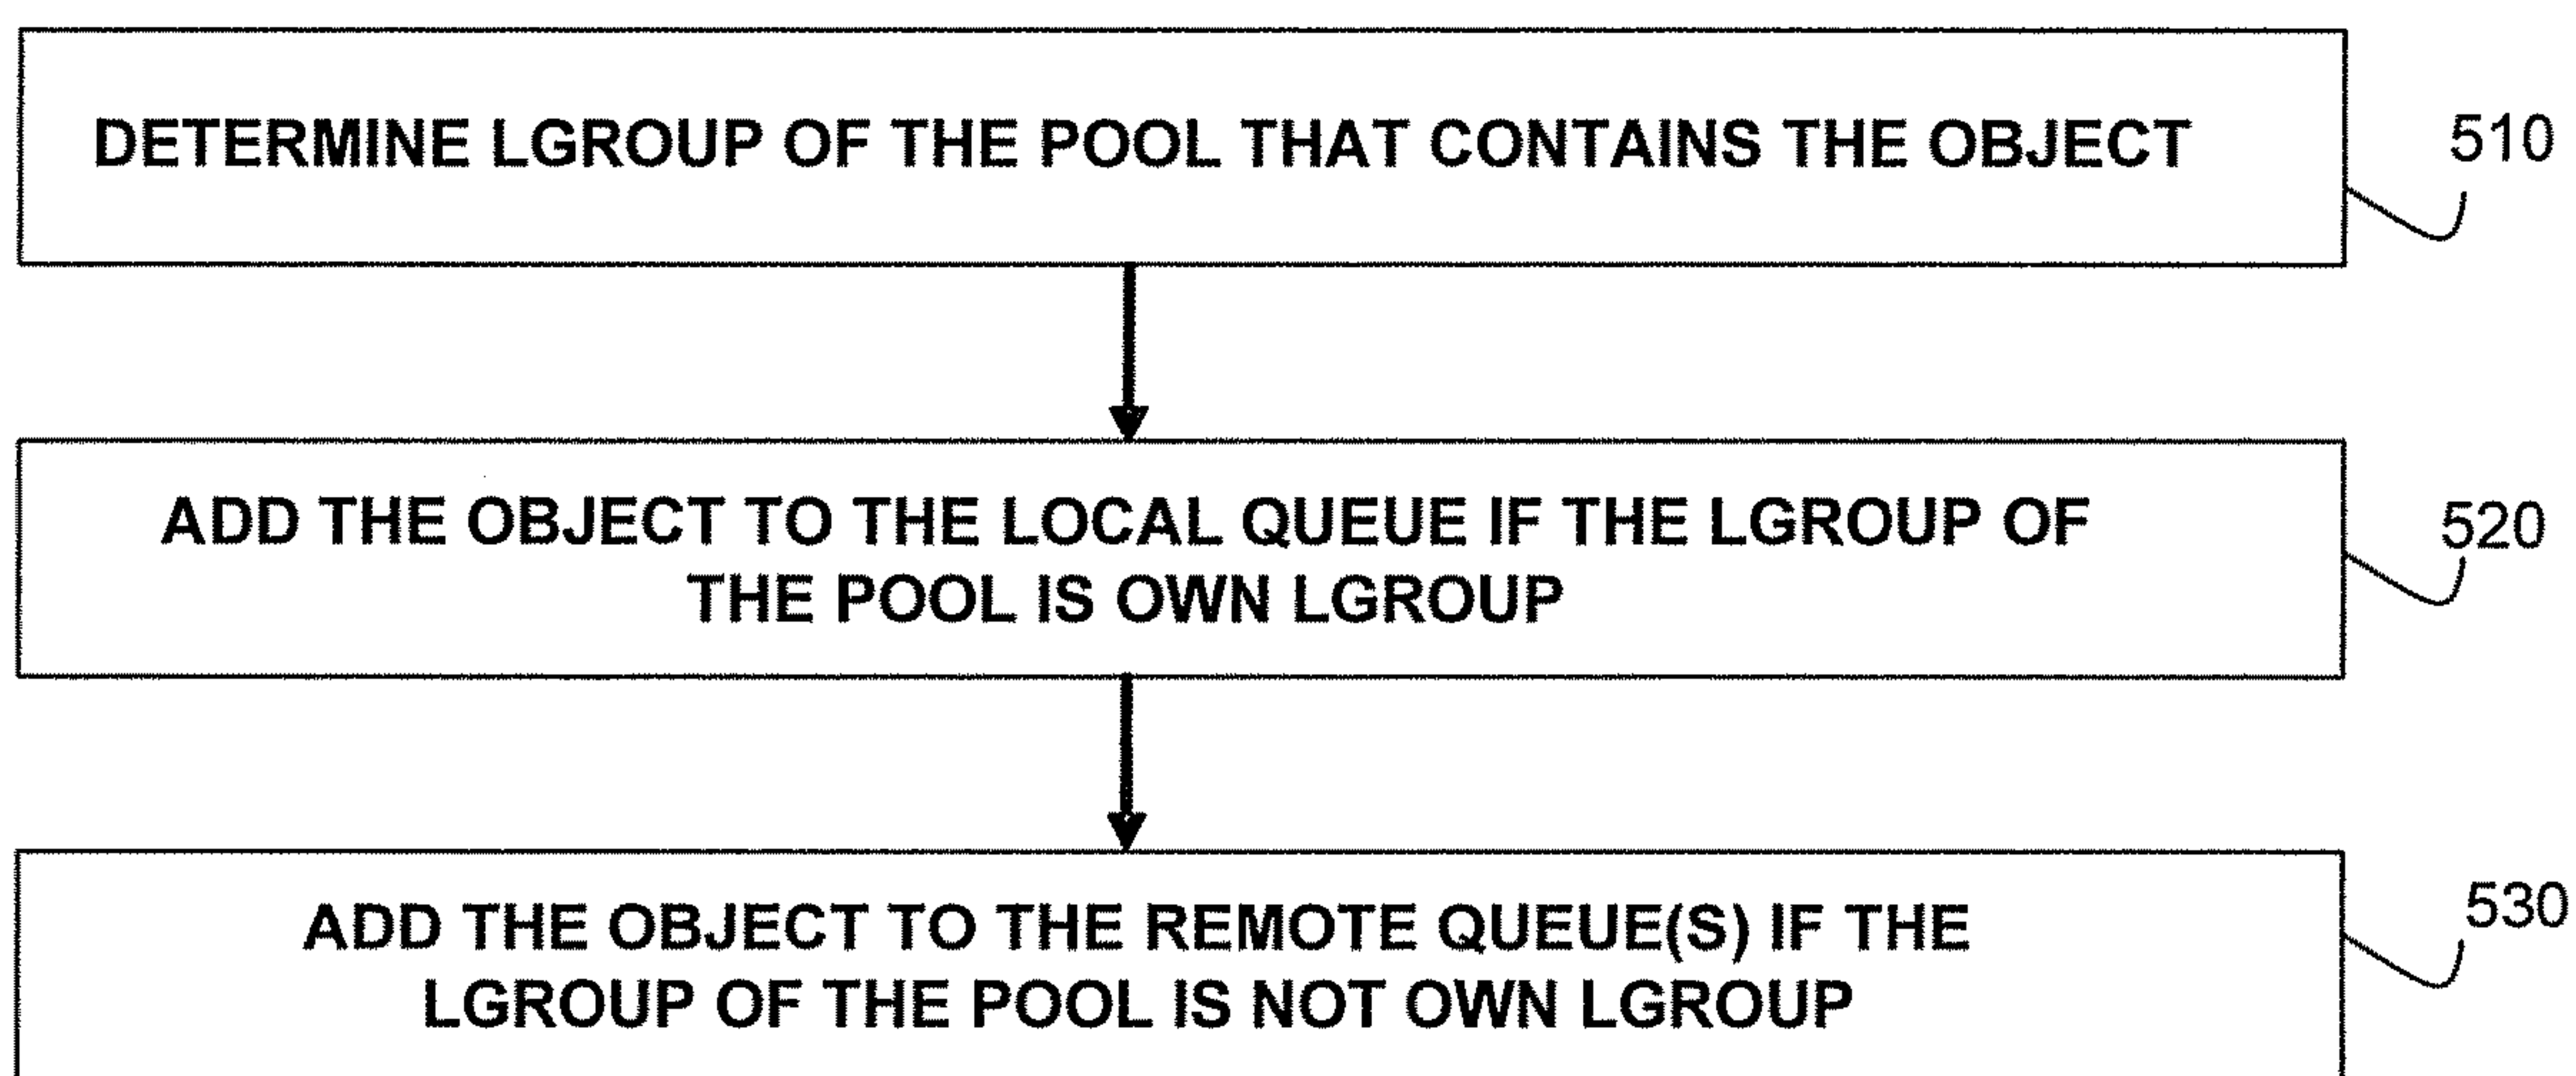 DETERMINE LGROUP OF THE POOL THAT CONTAINS THE OBJECT
510
ADD THE OBJECT TO THE LOCAL QUEUE IF THE LGROUP OF
THE POOL IS OWN LGROUP
520
ADD THE OBJECT TO THE REMOTE QUEUE(S) IF THE
LGROUP OF THE POOL IS NOT OWN LGROUP
530